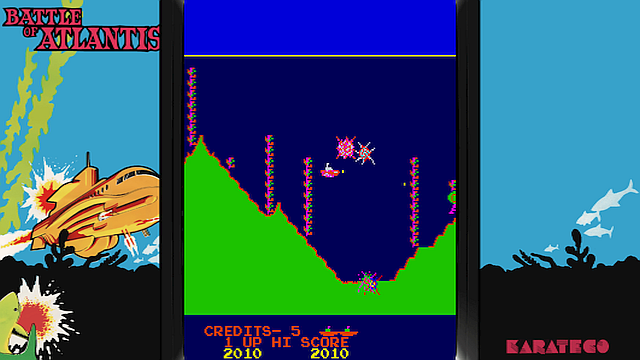 BATTLE
OF
ATLANTIS
CREDITS- 5
1 UP HI SCORE
2010 2010
KARATECO